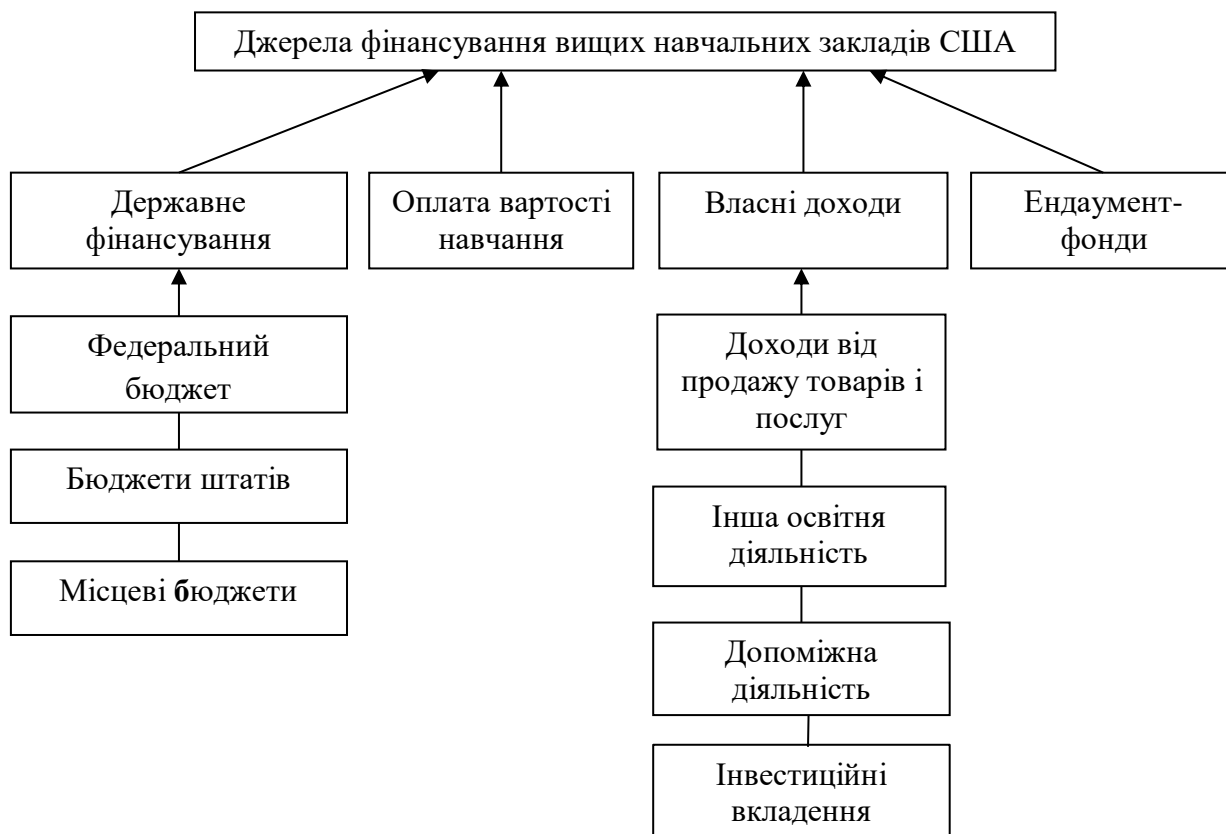 Джерела фінансування вищих навчальних закладів США
Державне
фінансування
Оплата вартості
навчання
Власні доходи
Ендаумент-
фонди
Федеральний
бюджет
Бюджети штатів
Місцеві бюджети
Доходи від
продажу товарів і
послуг
Інша освітня
діяльність
Допоміжна
діяльність
Інвестиційні
вкладення